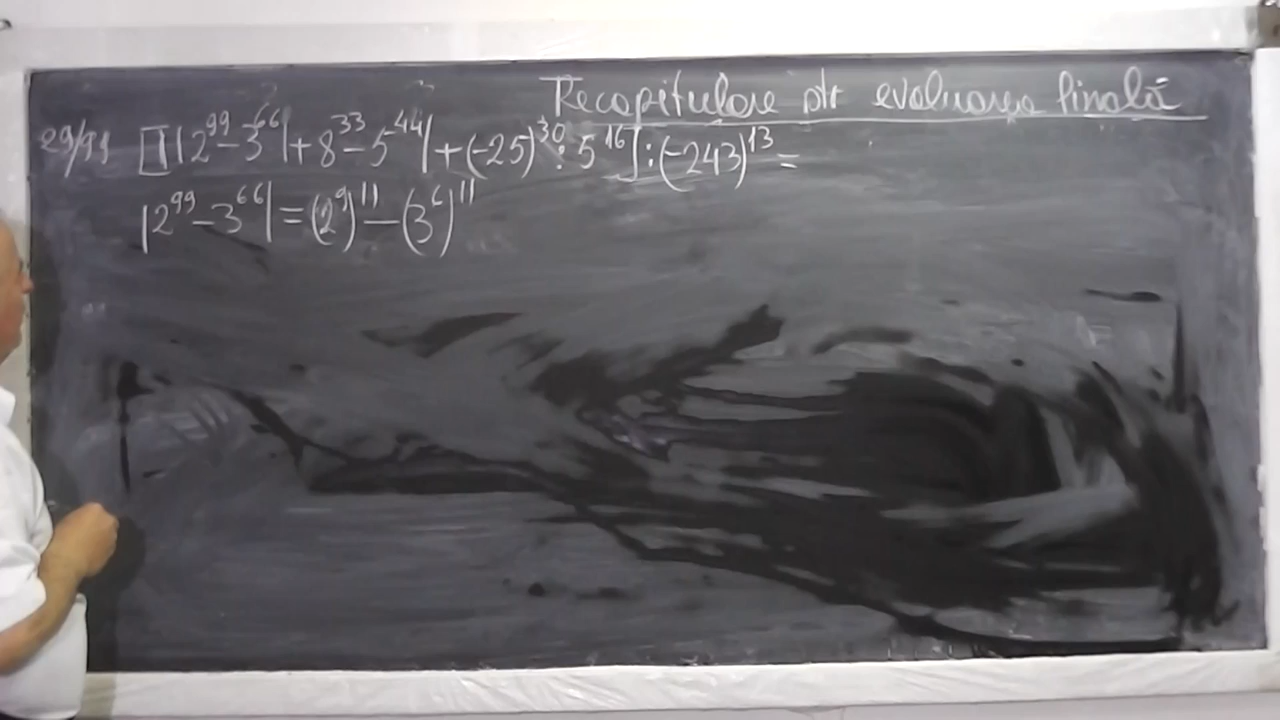 Recapitulare ptr evaluarea finală
29/91 [||2^99-3^66|+8^33-5^44|+(-25)^30:5^16]:(-243)^13=
|2^99-3^66|=(2^9)^11-(3^6)^11